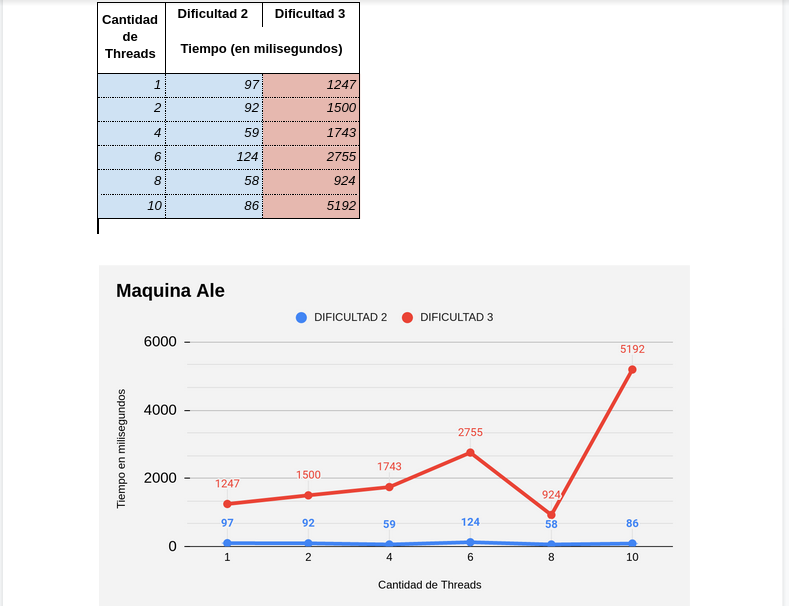 Cantidad de Threads Dificultad 2 Dificultad 3
Tiempo (en milisegundos)
1 97 1247
2 92 1500
4 59 1743
6 124 2755
8 58 924
10 86 5192
Maquina Ale
DIFICULTAD 2 DIFICULTAD 3
Tiempo en milisegundos
6000
4000
2000
0
1247 1500 1743 2755 924 5192
97 92 59 124 58 86
1 2 4 6 8 10
Cantidad de Threads